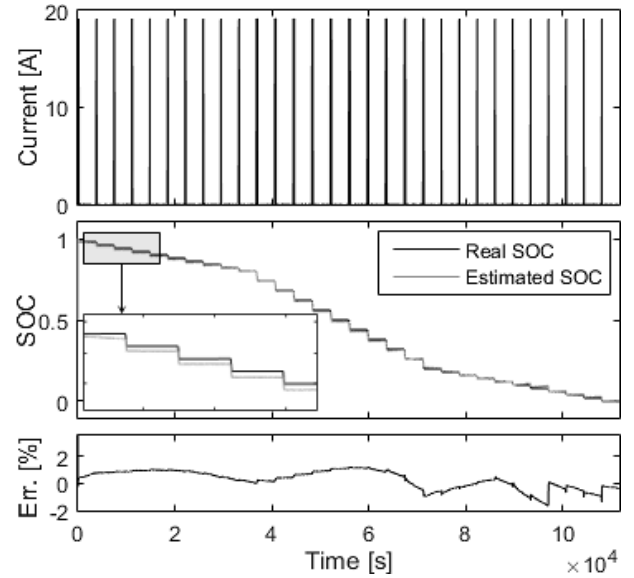 Current [A]
20
10
0
SOC
1
0.5
0
Real SOC
Estimated SOC
Err. [%]
2
0
-2
0 2 4 6 8 10
Time [s]
× 10⁴